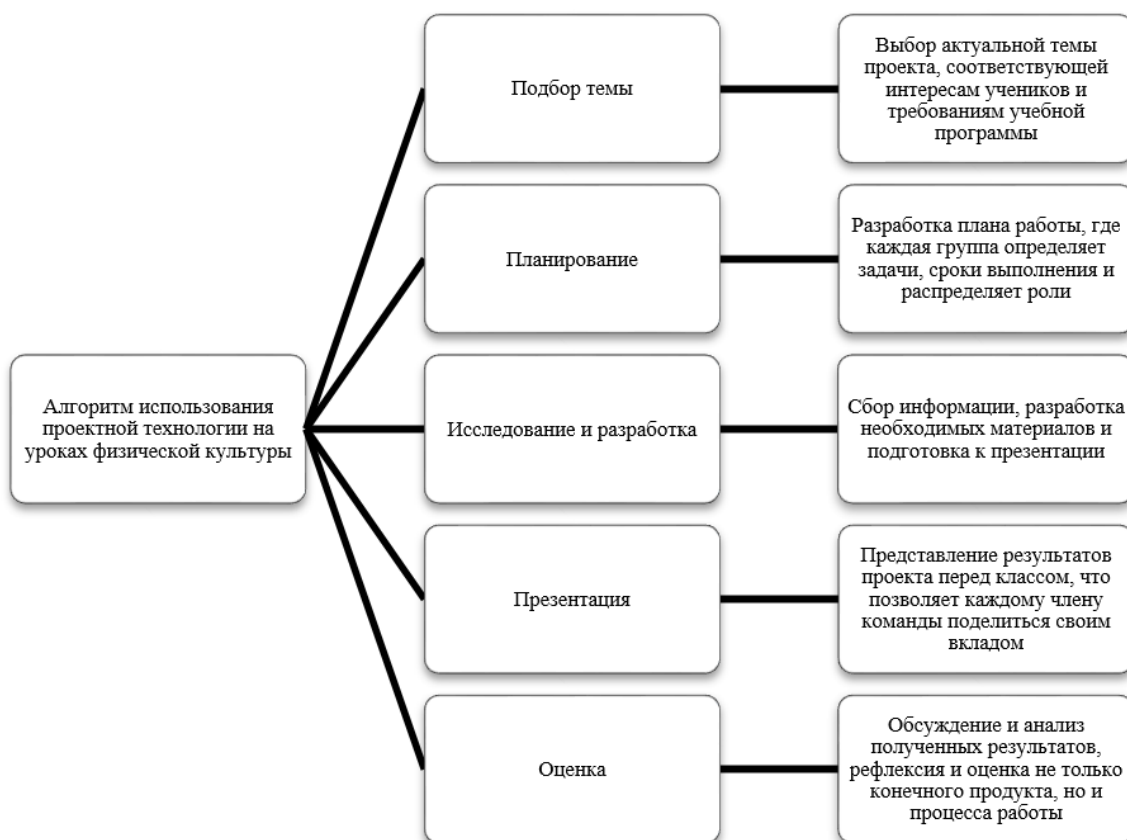 Алгоритм использования
проектной технологии на
уроках физической культуры
Подбор темы
Выбор актуальной темы
проекта, соответствующей
интересам учеников и
требованиям учебной
программы
Планирование
Разработка плана работы, где
каждая группа определяет
задачи, сроки выполнения и
распределяет роли
Исследование и разработка
Сбор информации, разработка
необходимых материалов и
подготовка к презентации
Презентация
Представление результатов
проекта перед классом, что
позволяет каждому члену
команды поделиться своим
вкладом
Оценка
Обсуждение и анализ
полученных результатов,
рефлексия и оценка не только
конечного продукта, но и
процесса работы